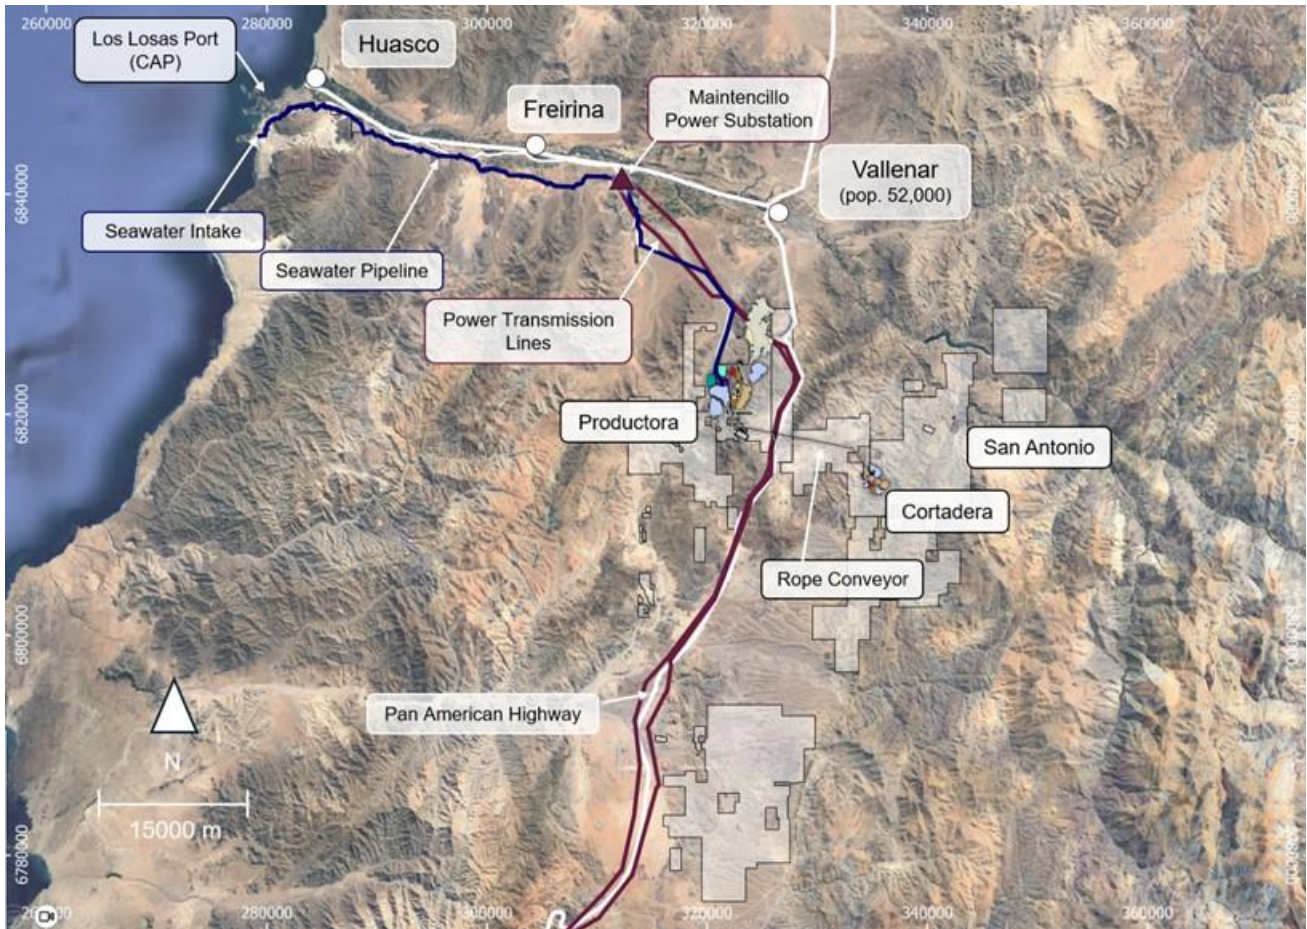 260000
280000
300000
320000
340000
360000
Los Losas Port
(CAP)
Huasco
Freirina
Maintencillo
Power Substation
Vallenar
(pop. 52,000)
6840000
Seawater Intake
Seawater Pipeline
Power Transmission
Lines
6820000
Productora
San Antonio
Cortadera
Rope Conveyor
6800000
Pan American Highway
N
15000 m
6780000
280000
300000
320000
340000
360000